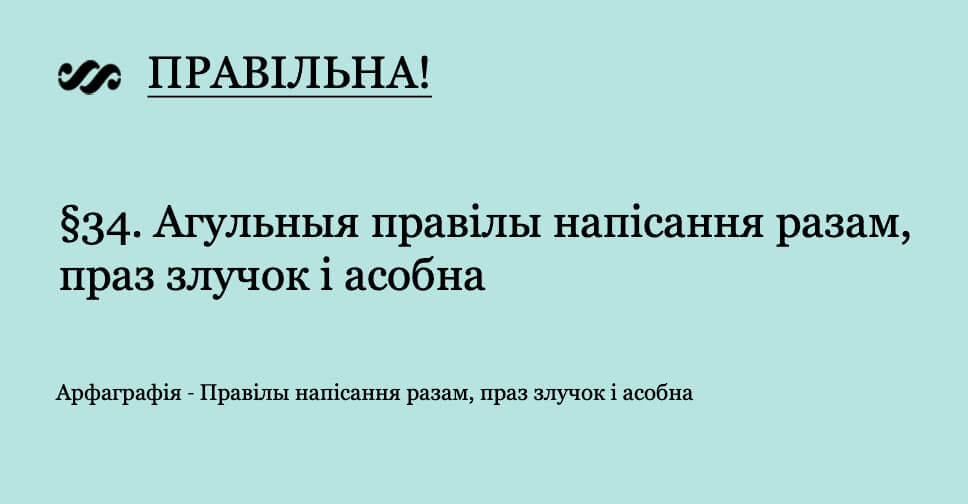 ПРАВІЛЬНА!
§34. Агульныя правілы напісання разам,
праз злучок і асобна
Арфаграфія - Правілы напісання разам, праз злучок і асобна